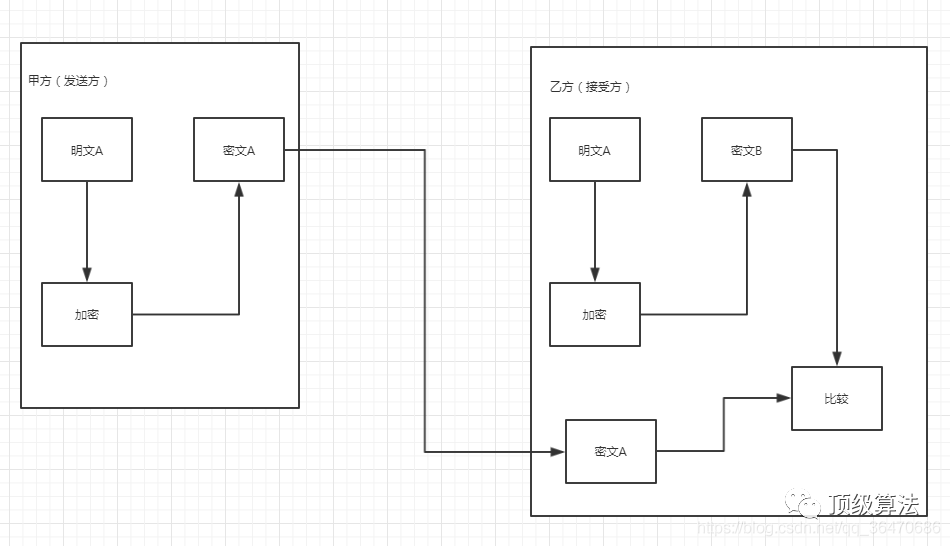 甲方（发送方）
明文A
密文A
加密
乙方（接受方）
明文A
密文B
加密
比较
密文A
顶级算法
https://blog.csdn.net/qq_36470686